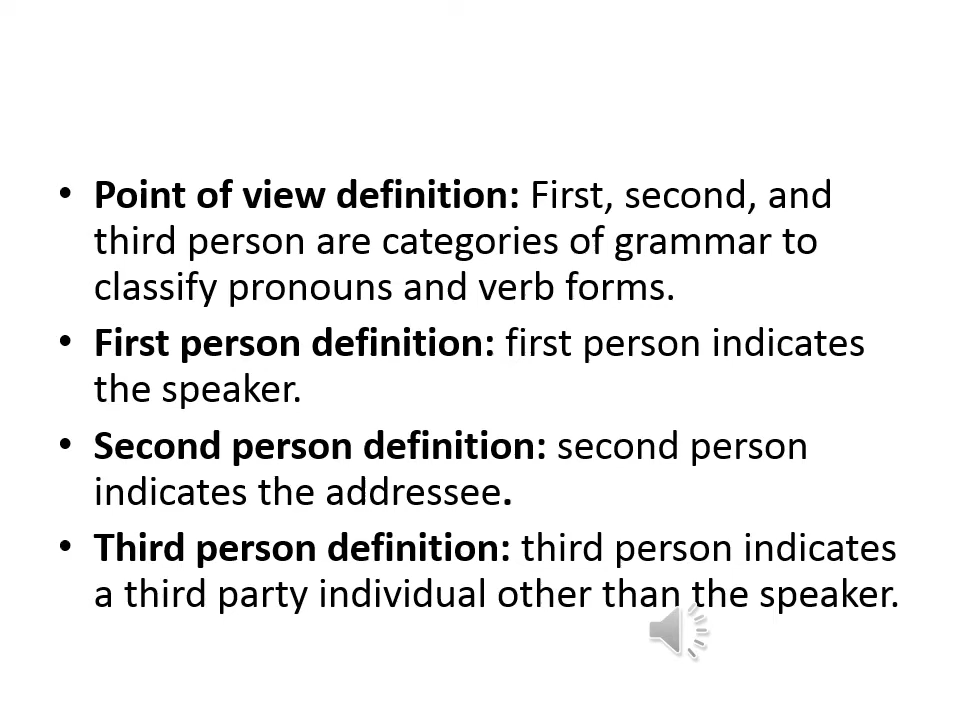 • Point of view definition: First, second, and
third person are categories of grammar to
classify pronouns and verb forms.
• First person definition: first person indicates
the speaker.
• Second person definition: second person
indicates the addressee.
• Third person definition: third person indicates
a third party individual other than the speaker.